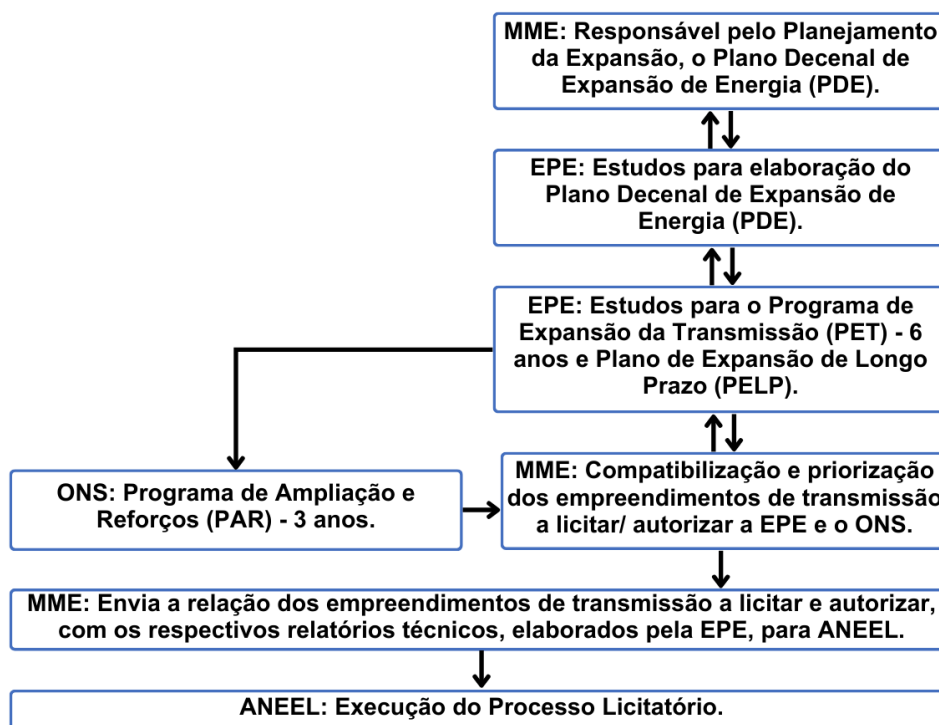 MME: Responsável pelo Planejamento
da Expansão, o Plano Decenal de
Expansão de Energia (PDE).
EPE: Estudos para elaboração do
Plano Decenal de Expansão de
Energia (PDE).
EPE: Estudos para o Programa de
Expansão da Transmissão (PET) - 6
anos e Plano de Expansão de Longo
Prazo (PELP).
ONS: Programa de Ampliação e
Reforços (PAR) - 3 anos.
MME: Compatibilização e priorização
dos empreendimentos de transmissão
a licitar/ autorizar a EPE e o ONS.
MME: Envia a relação dos empreendimentos de transmissão a licitar e autorizar,
com os respectivos relatórios técnicos, elaborados pela EPE, para ANEEL.
ANEEL: Execução do Processo Licitatório.